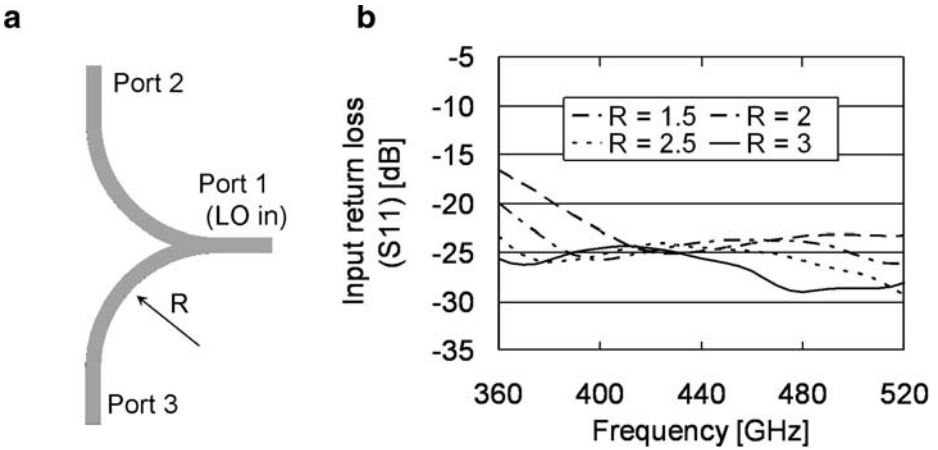 a
Port 2
Port 1
(LO in)
R
Port 3
b
Input return loss
(S11) [dB]
-5
-10
-15
-20
-25
-30
-35
R = 1.5
R = 2
R = 2.5
R = 3
360 400 440 480 520
Frequency [GHz]